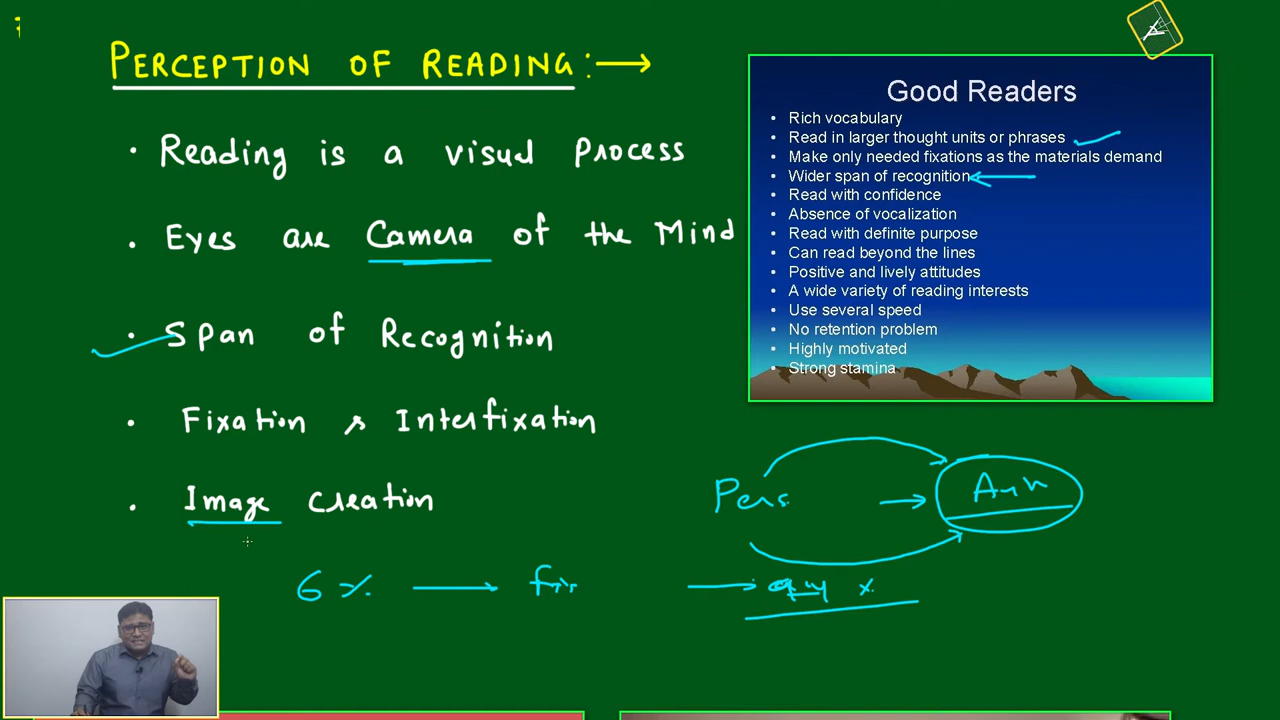 PERCEPTION OF READING :→
• Reading is a visual process
• Eyes are Camera of the Mind
• Span of Recognition
• Fixation & Interfixation
• Image creation
6 %
Good Readers
• Rich vocabulary
• Read in larger thought units or phrases
• Make only needed fixations as the materials demand
• Wider span of recognition
• Read with confidence
• Absence of vocalization
• Read with definite purpose
• Can read beyond the lines
• Positive and lively attitudes
• A wide variety of reading interests
• Use several speed
• No retention problem
• Highly motivated
• Strong stamina